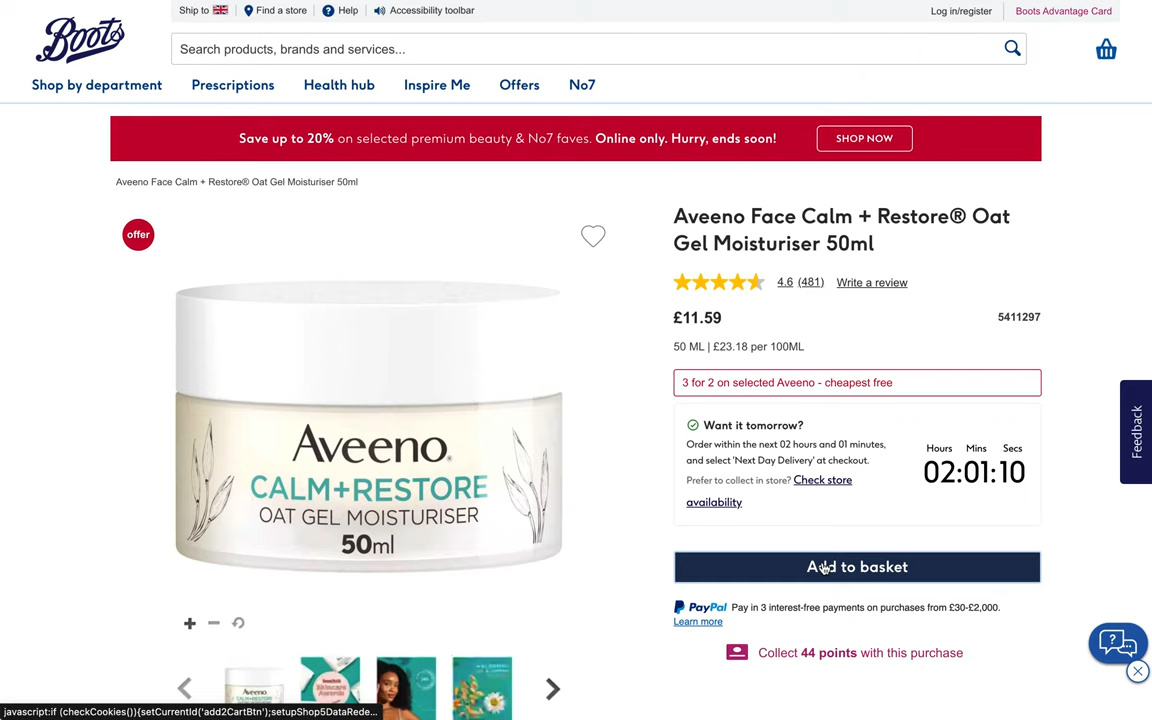 Ship to
Find a store
Help
Accessibility toolbar
Log in/register
Boots Advantage Card
Boots
Search products, brands and services...
Shop by department
Prescriptions
Health hub
Inspire Me
Offers
No7
Save up to 20% on selected premium beauty & No7 faves. Online only. Hurry, ends soon!
SHOP NOW
Aveeno Face Calm + Restore® Oat Gel Moisturiser 50ml
offer
Aveeno®
CALM+RESTORE
OAT GEL MOISTURISER
50ml
Aveeno Face Calm + Restore® Oat
Gel Moisturiser 50ml
4.6 (481)
Write a review
£11.59
5411297
50 ML | £23.18 per 100ML
3 for 2 on selected Aveeno - cheapest free
Want it tomorrow?
Order within the next 02 hours and 01 minutes,
and select 'Next Day Delivery' at checkout.
Prefer to collect in store? Check store
availability
Hours Mins Secs
02:01:10
Add to basket
PayPal Pay in 3 interest-free payments on purchases from £30-£2,000.
Learn more
Collect 44 points with this purchase
Feedback
Aveeno
javascript:if (checkCookies()){setCurrentId('add2CartBtn');setupShop5DataRede...